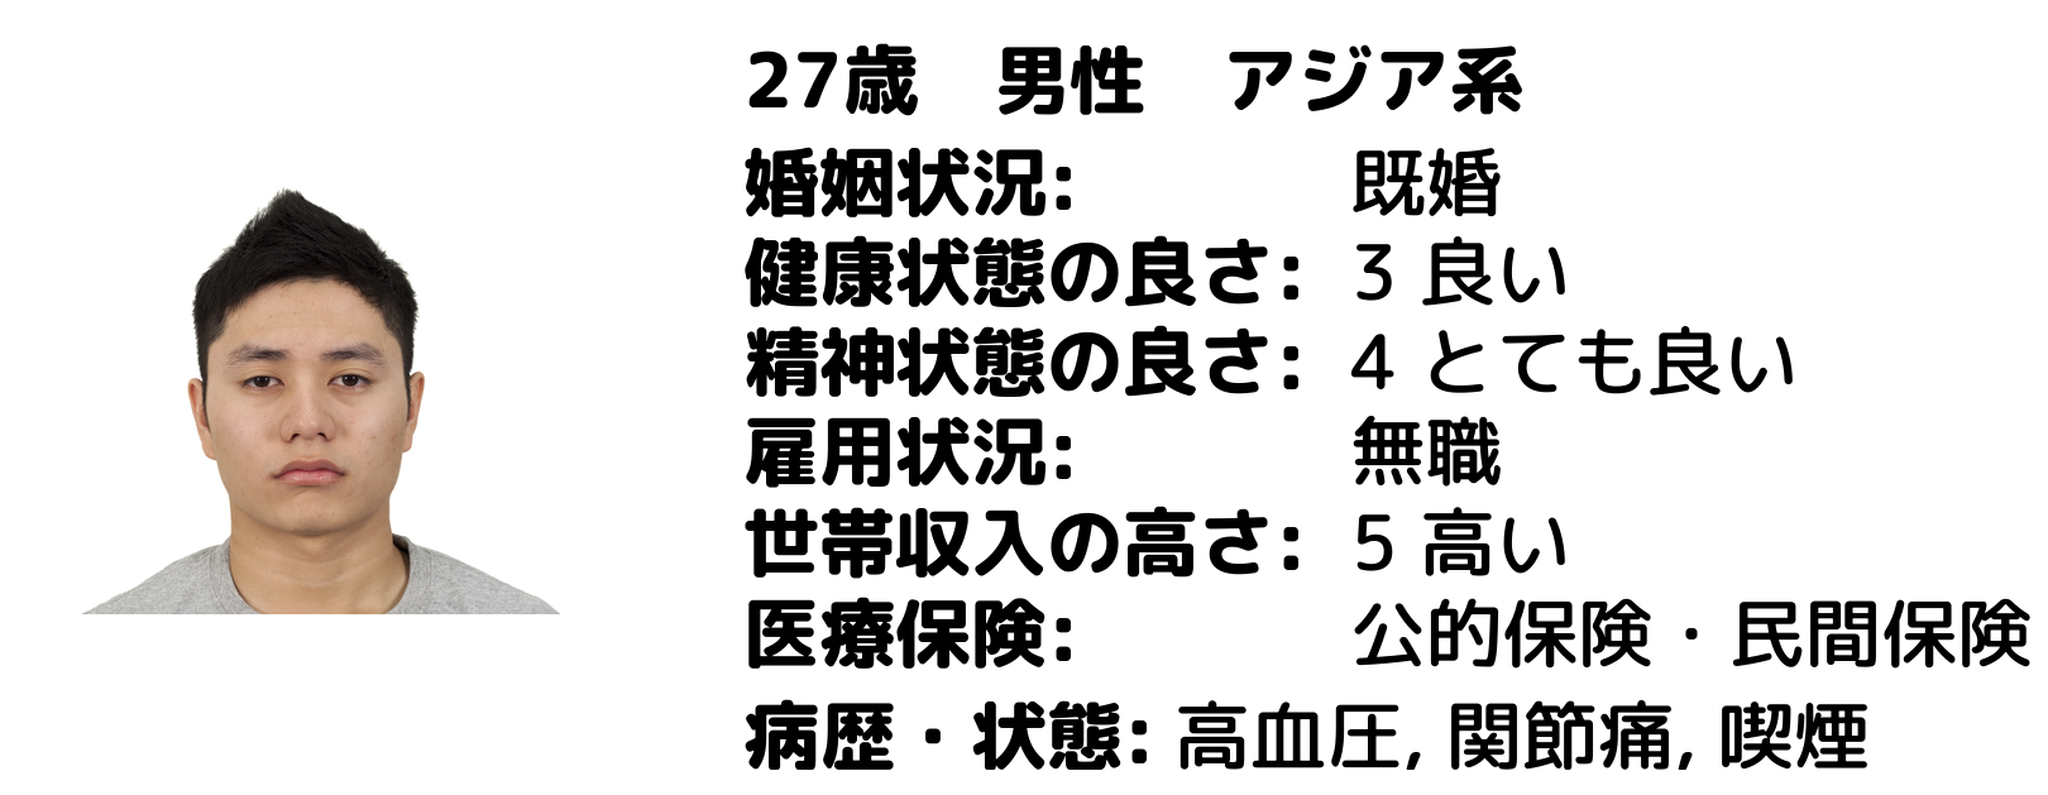 27歳　男性　アジア系
婚姻状況: 既婚
健康状態の良さ: 3 良い
精神状態の良さ: 4 とても良い
雇用状況: 無職
世帯収入の高さ: 5 高い
医療保険: 公的保険・民間保険
病歴・状態: 高血圧, 関節痛, 喫煙